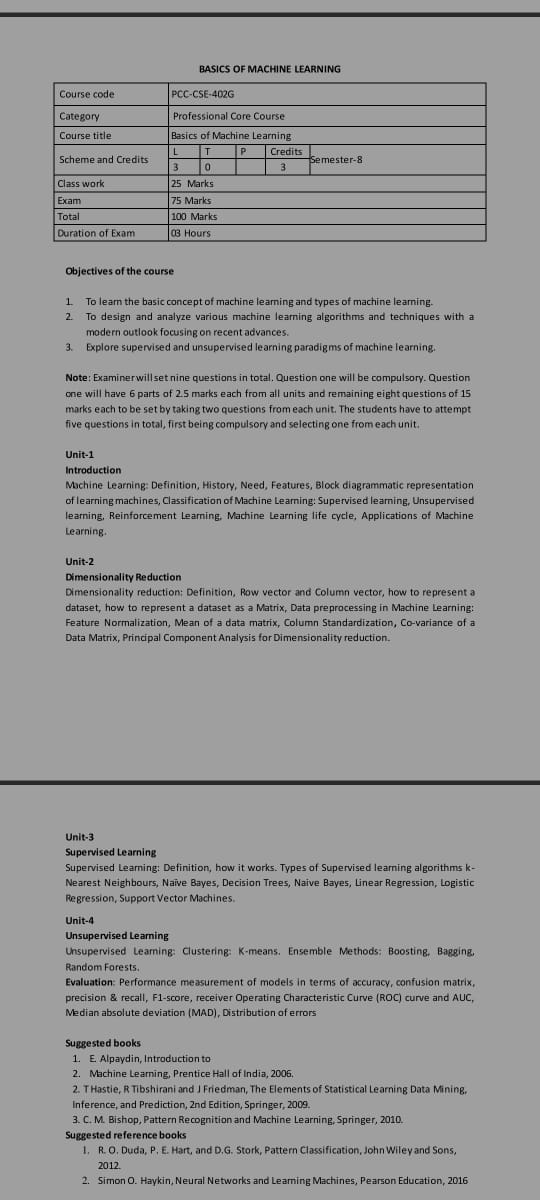 BASICS OF MACHINE LEARNING
Course code PCC-CSE-402G
Category Professional Core Course
Course title Basics of Machine Learning
Scheme and Credits L T P Credits Semester-8
3 0 3
Class work 25 Marks
Exam 75 Marks
Total 100 Marks
Duration of Exam 03 Hours
Objectives of the course
1. To learn the basic concept of machine learning and types of machine learning.
2. To design and analyze various machine learning algorithms and techniques with a
modern outlook focusing on recent advances.
3. Explore supervised and unsupervised learning paradigms of machine learning.
Note: Examiner will set nine questions in total. Question one will be compulsory. Question
one will have 6 parts of 2.5 marks each from all units and remaining eight questions of 15
marks each to be set by taking two questions from each unit. The students have to attempt
five questions in total, first being compulsory and selecting one from each unit.
Unit-1
Introduction
Machine Learning: Definition, History, Need, Features, Block diagrammatic representation
of learning machines, Classification of Machine Learning: Supervised learning, Unsupervised
learning, Reinforcement Learning, Machine Learning life cycle, Applications of Machine
Learning.
Unit-2
Dimensionality Reduction
Dimensionality reduction: Definition, Row vector and Column vector, how to represent a
dataset, how to represent a dataset as a Matrix, Data preprocessing in Machine Learning:
Feature Normalization, Mean of a data matrix, Column Standardization, Co-variance of a
Data Matrix, Principal Component Analysis for Dimensionality reduction.
Unit-3
Supervised Learning
Supervised Learning: Definition, how it works. Types of Supervised learning algorithms k-
Nearest Neighbours, Naïve Bayes, Decision Trees, Naive Bayes, Linear Regression, Logistic
Regression, Support Vector Machines.
Unit-4
Unsupervised Learning
Unsupervised Learning: Clustering: K-means. Ensemble Methods: Boosting, Bagging,
Random Forests.
Evaluation: Performance measurement of models in terms of accuracy, confusion matrix,
precision & recall, F1-score, receiver Operating Characteristic Curve (ROC) curve and AUC,
Median absolute deviation (MAD), Distribution of errors
Suggested books
1. E. Alpaydin, Introduction to
2. Machine Learning, Prentice Hall of India, 2006.
2. T Hastie, R Tibshirani and J Friedman, The Elements of Statistical Learning Data Mining,
Inference, and Prediction, 2nd Edition, Springer, 2009.
3. C. M. Bishop, Pattern Recognition and Machine Learning, Springer, 2010.
Suggested reference books
1. R. O. Duda, P. E. Hart, and D.G. Stork, Pattern Classification, John Wiley and Sons,
2012.
2. Simon O. Haykin, Neural Networks and Learning Machines, Pearson Education, 2016